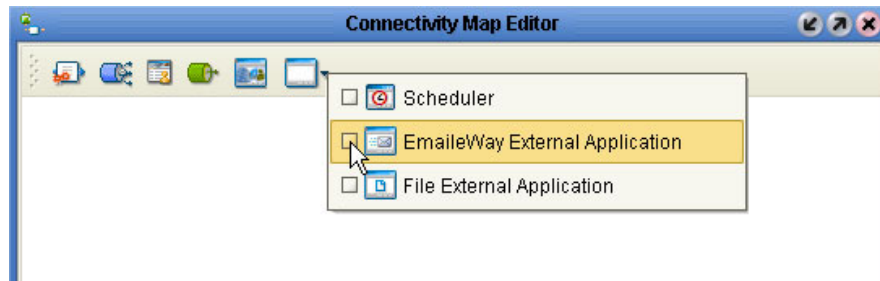 Connectivity Map Editor
Scheduler
EmaileWay External Application
File External Application